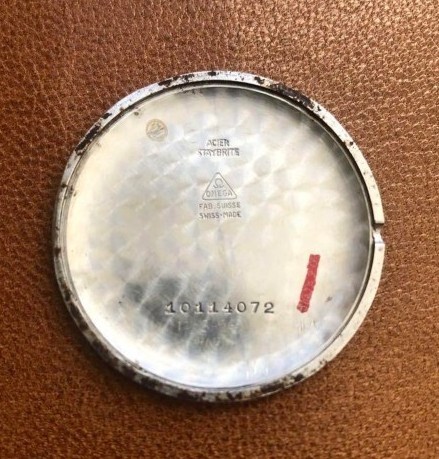 ACIER
STAYBRITE
Ω
OMEGA
FAB. SUISSE
SWISS-MADE
10114072